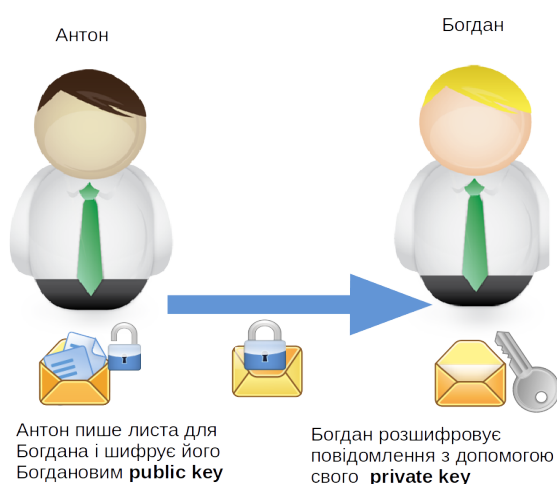 Антон
Богдан
Антон пише листа для
Богдана і шифрує його
Богдановим public key
Богдан розшифровує
повідомлення з допомогою
свого private key